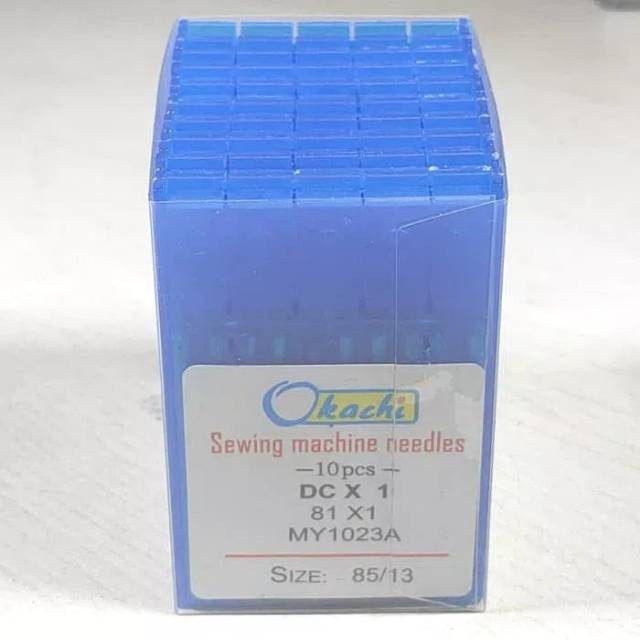 Okachi
Sewing machine needles
—10pcs—
DC X 1
81 X1
MY1023A
SIZE: 85/13